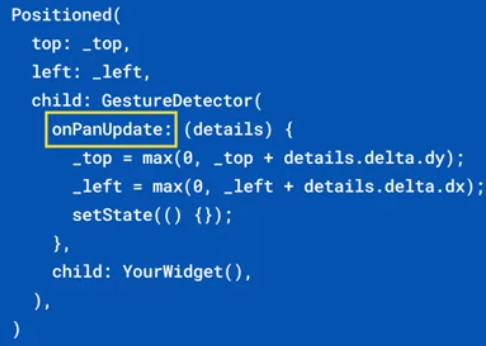 Positioned(
  top: _top,
  left: _left,
  child: GestureDetector(
    onPanUpdate: (details) {
      _top = max(0, _top + details.delta.dy);
      _left = max(0, _left + details.delta.dx);
      setState(() {});
    },
    child: YourWidget(),
  ),
)